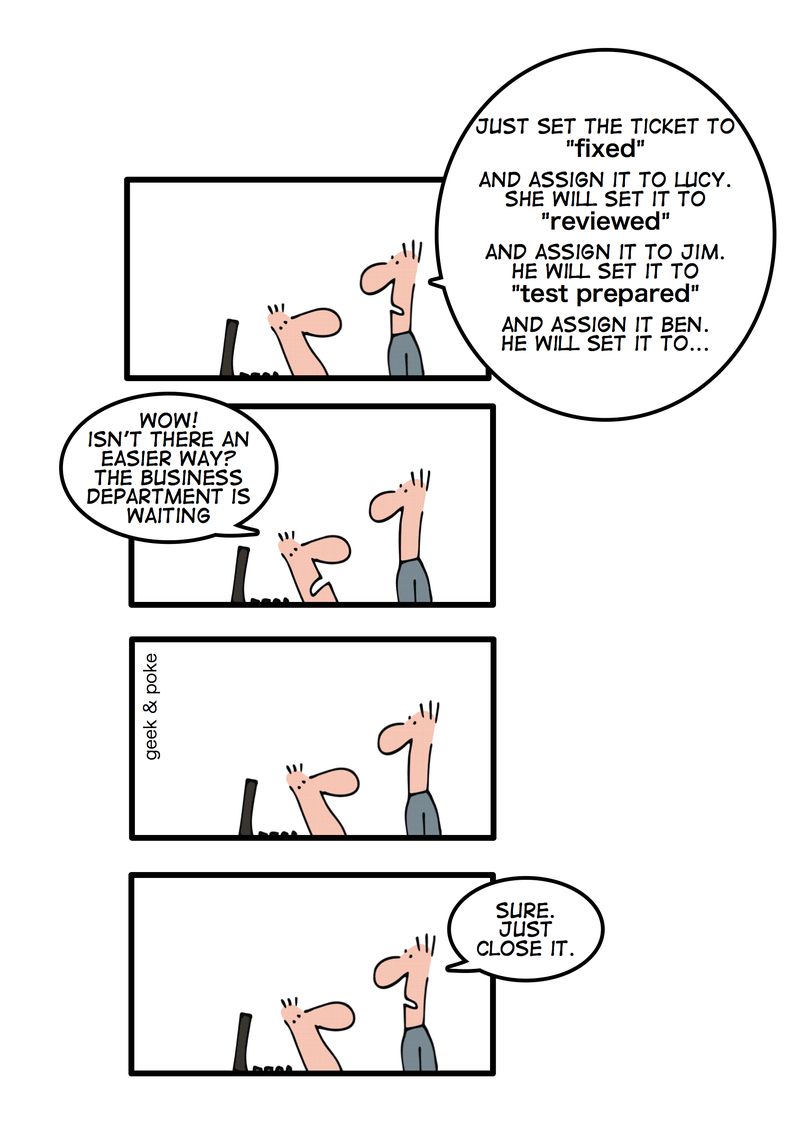 JUST SET THE TICKET TO
"fixed"
AND ASSIGN IT TO LUCY.
SHE WILL SET IT TO
"reviewed"
AND ASSIGN IT TO JIM.
HE WILL SET IT TO
"test prepared"
AND ASSIGN IT BEN.
HE WILL SET IT TO...
WOW!
ISN'T THERE AN
EASIER WAY?
THE BUSINESS
DEPARTMENT IS
WAITING
geek & poke
SURE.
JUST
CLOSE IT.